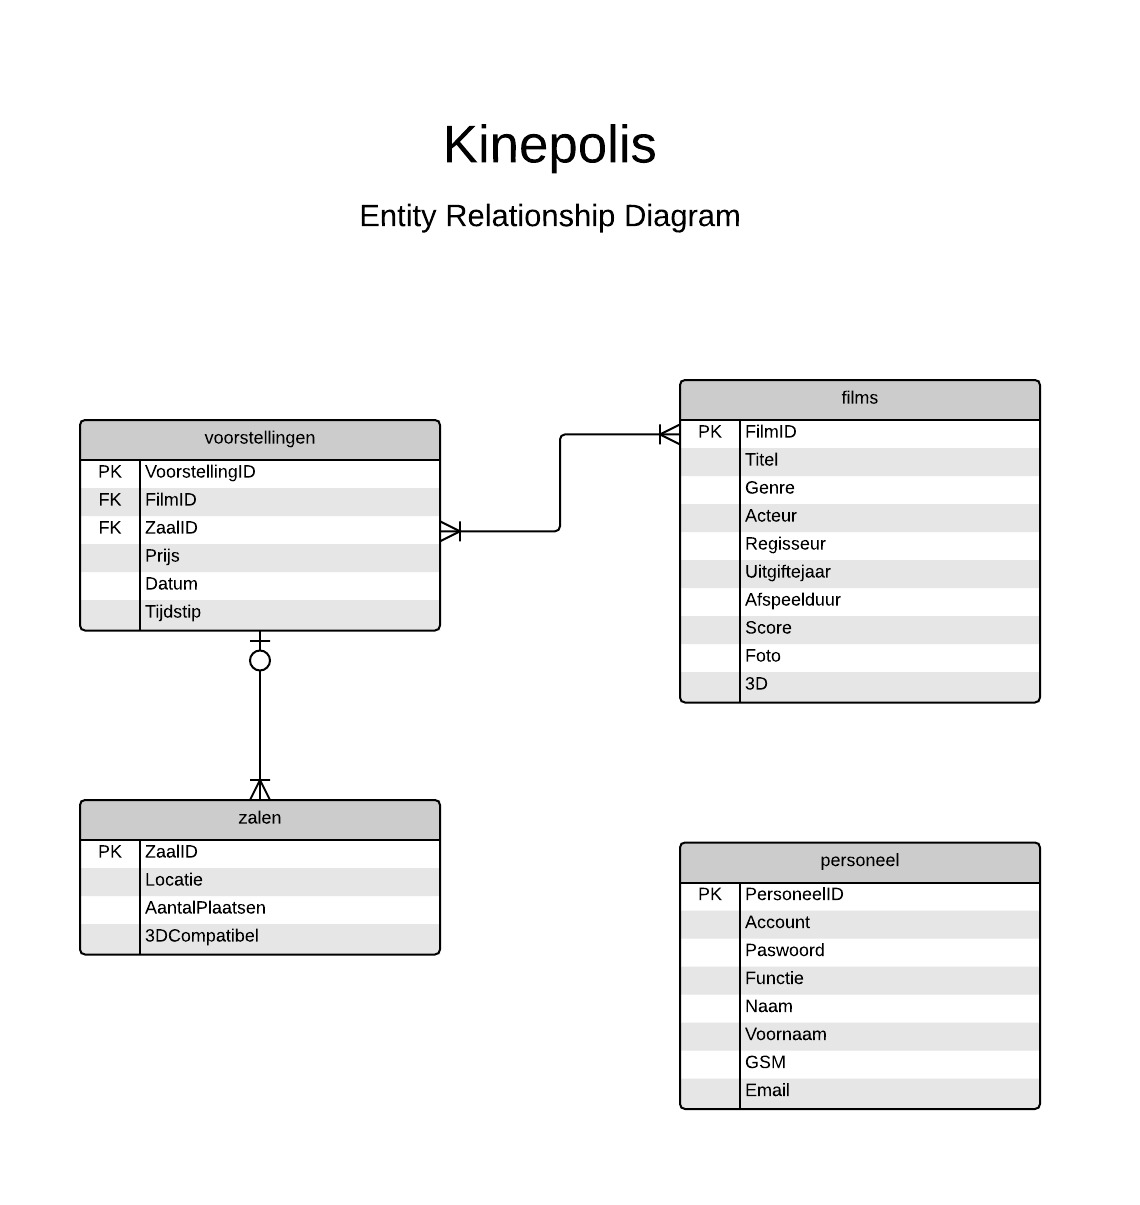 Kinepolis
Entity Relationship Diagram
voorstellingen
PK VoorstellingID
FK FilmID
FK ZaalID
Prijs
Datum
Tijdstip
films
PK FilmID
Titel
Genre
Acteur
Regisseur
Uitgiftejaar
Afspeelduur
Score
Foto
3D
zalen
PK ZaalID
Locatie
AantalPlaatsen
3DCompatibel
personeel
PK PersoneelID
Account
Paswoord
Functie
Naam
Voornaam
GSM
Email